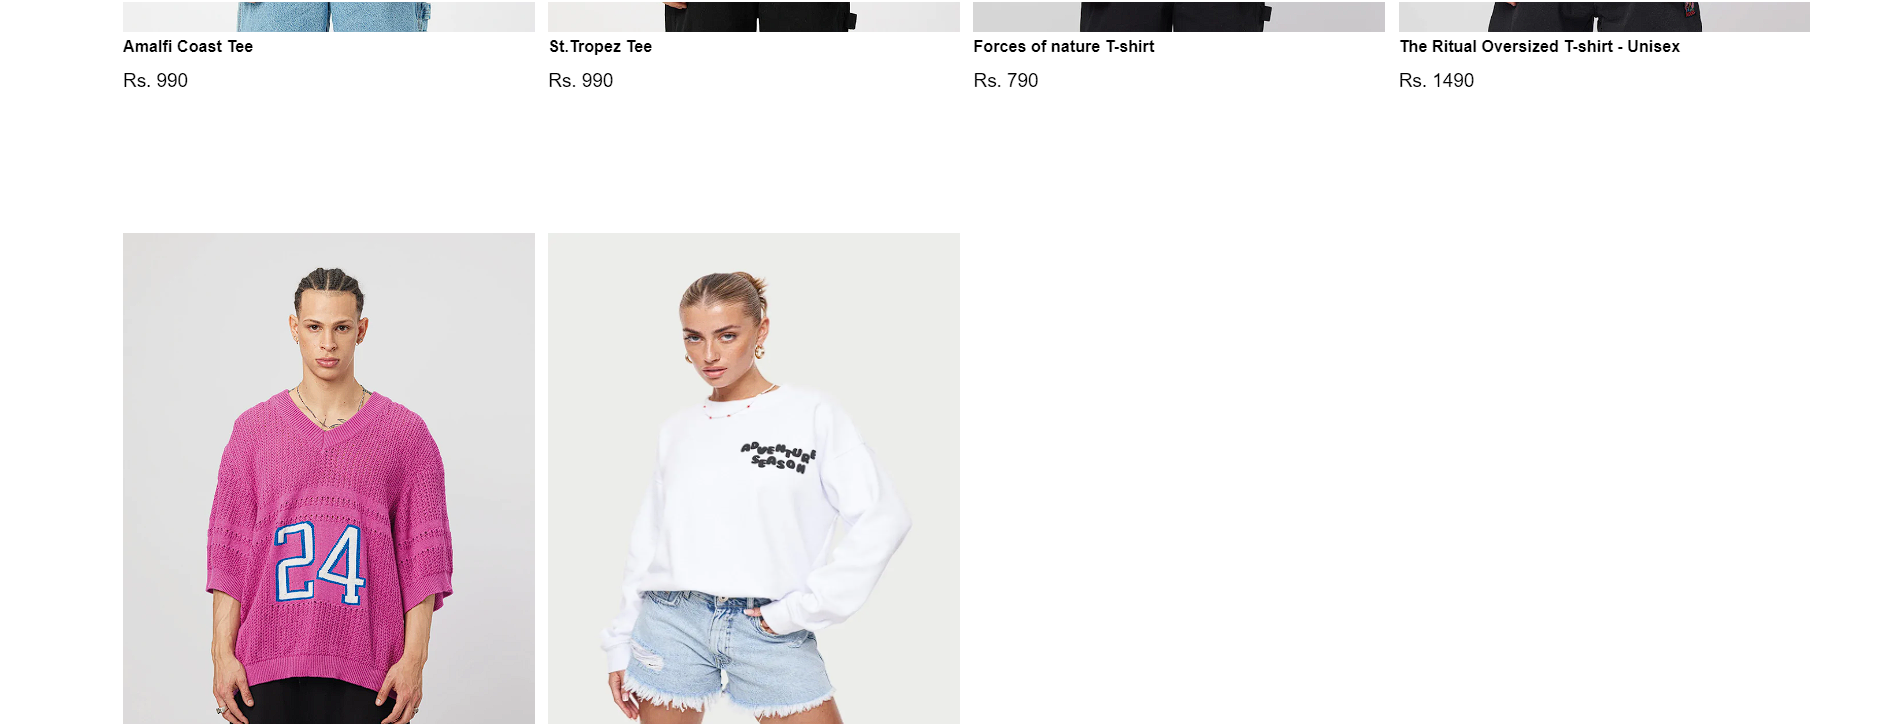 Amalfi Coast Tee
St.Tropez Tee
Forces of nature T-shirt
The Ritual Oversized T-shirt - Unisex
Rs. 990
Rs. 990
Rs. 790
Rs. 1490
24
ADVENTURE
SEASON